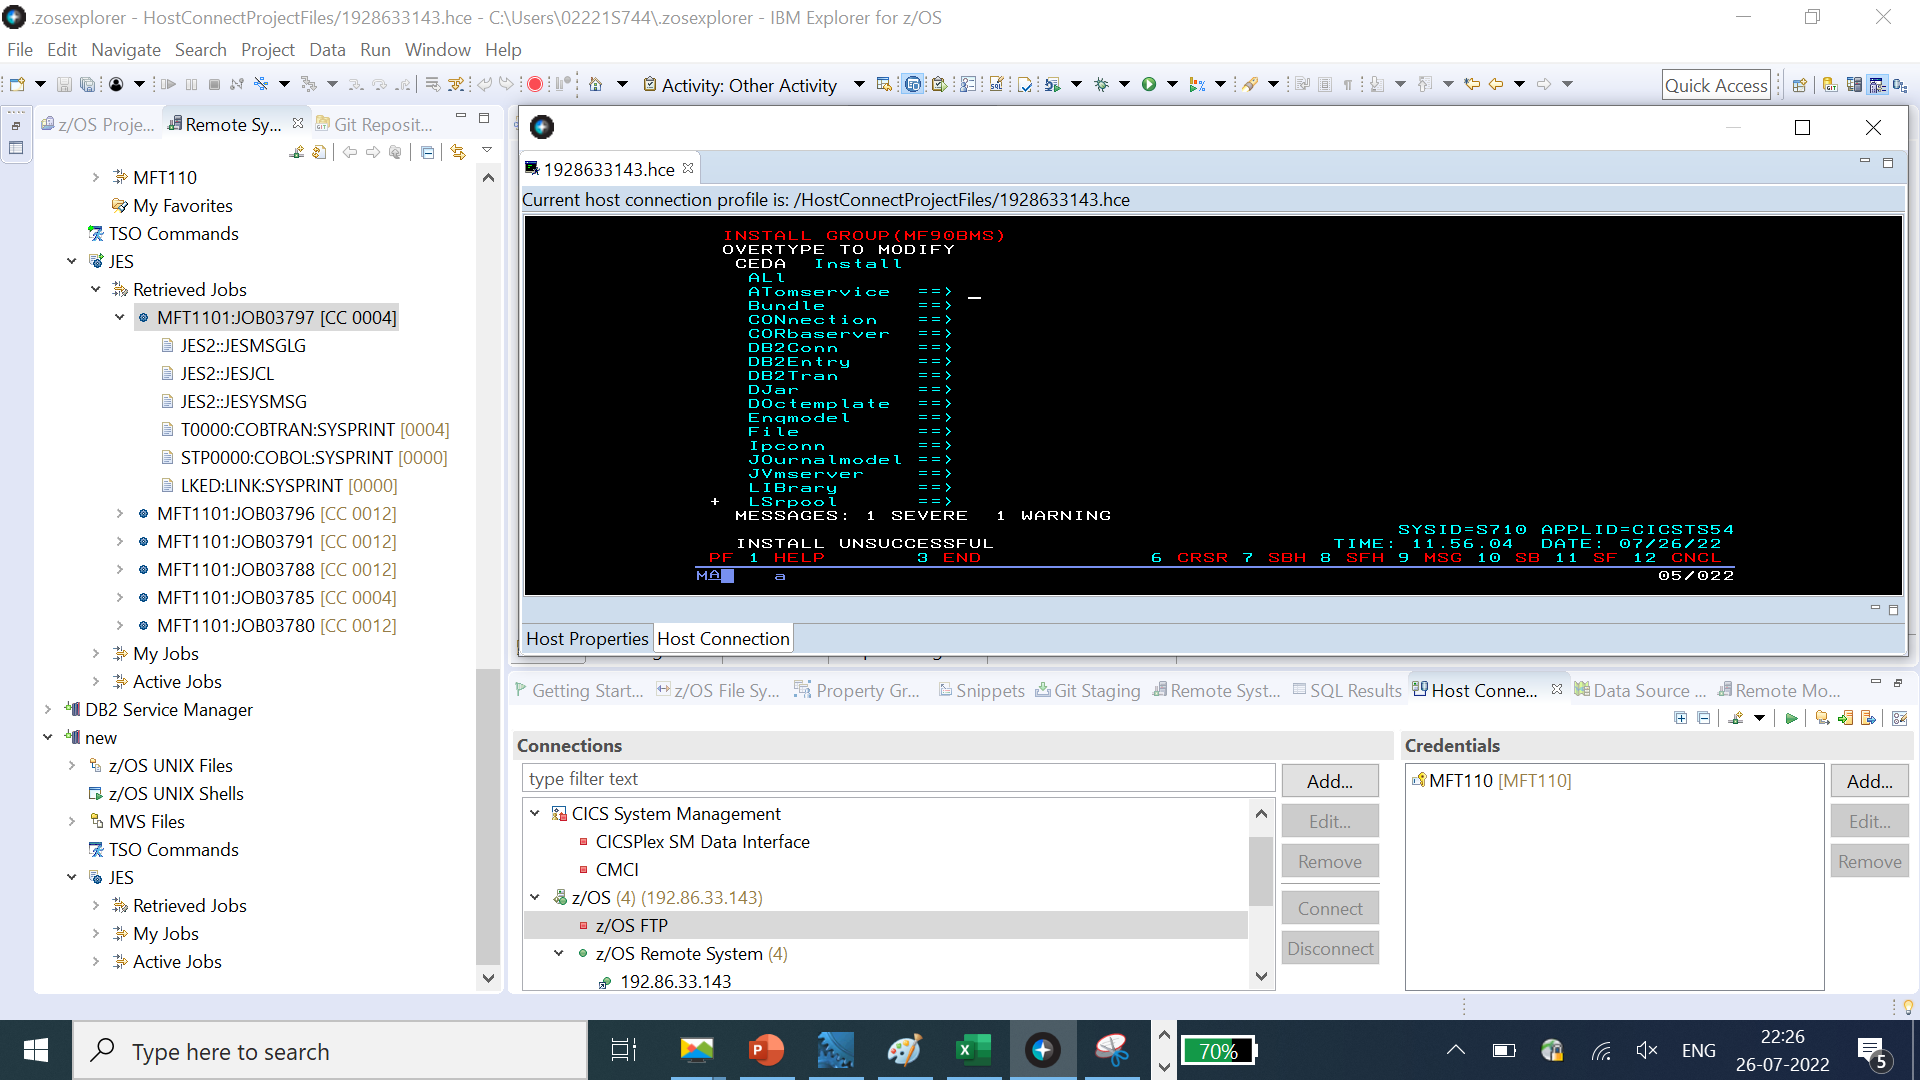 .zosexplorer - HostConnectProjectFiles/1928633143.hce - C:\Users\02221S744\.zosexplorer - IBM Explorer for z/OS
File Edit Navigate Search Project Data Run Window Help
Activity: Other Activity
Quick Access
z/OS Proje...
Remote Sy...
Git Reposit...
MFT110
My Favorites
TSO Commands
JES
Retrieved Jobs
MFT1101:JOB03797 [CC 0004]
JES2::JESMSGLG
JES2::JESJCL
JES2::JESYSMSG
T0000:COBTRAN:SYSPRINT [0004]
STP0000:COBOL:SYSPRINT [0000]
LKED:LINK:SYSPRINT [0000]
MFT1101:JOB03796 [CC 0012]
MFT1101:JOB03791 [CC 0012]
MFT1101:JOB03788 [CC 0012]
MFT1101:JOB03785 [CC 0004]
MFT1101:JOB03780 [CC 0012]
My Jobs
Active Jobs
DB2 Service Manager
new
z/OS UNIX Files
z/OS UNIX Shells
MVS Files
TSO Commands
JES
Retrieved Jobs
My Jobs
Active Jobs
1928633143.hce
Current host connection profile is: /HostConnectProjectFiles/1928633143.hce
INSTALL GROUP(MF90BMS)
OVERTYPE TO MODIFY
CEDA Install
ALl
ATomservice ==> _
Bundle ==>
CONnection ==>
CORbaserver ==>
DB2Conn ==>
DB2Entry ==>
DB2Tran ==>
DJar ==>
DOctemplate ==>
Enqmodel ==>
File ==>
Ipconn ==>
JOurnalmodel ==>
JVmserver ==>
LIBrary ==>
+ LSrpool ==>
MESSAGES: 1 SEVERE 1 WARNING
SYSID=S710 APPLID=CICSTS54
INSTALL UNSUCCESSFUL TIME: 11.56.04 DATE: 07/26/22
PF 1 HELP 3 END 6 CRSR 7 SBH 8 SFH 9 MSG 10 SB 11 SF 12 CNCL
MA a 05/022
Host Properties
Host Connection
Getting Start...
z/OS File Sy...
Property Gr...
Snippets
Git Staging
Remote Syst...
SQL Results
Host Conne...
Data Source ...
Remote Mo...
Connections
type filter text
CICS System Management
CICSPlex SM Data Interface
CMCI
z/OS (4) (192.86.33.143)
z/OS FTP
z/OS Remote System (4)
192.86.33.143
Add...
Edit...
Remove
Connect
Disconnect
Credentials
MFT110 [MFT110]
Add...
Edit...
Remove
Type here to search
70%
ENG
22:26
26-07-2022
5